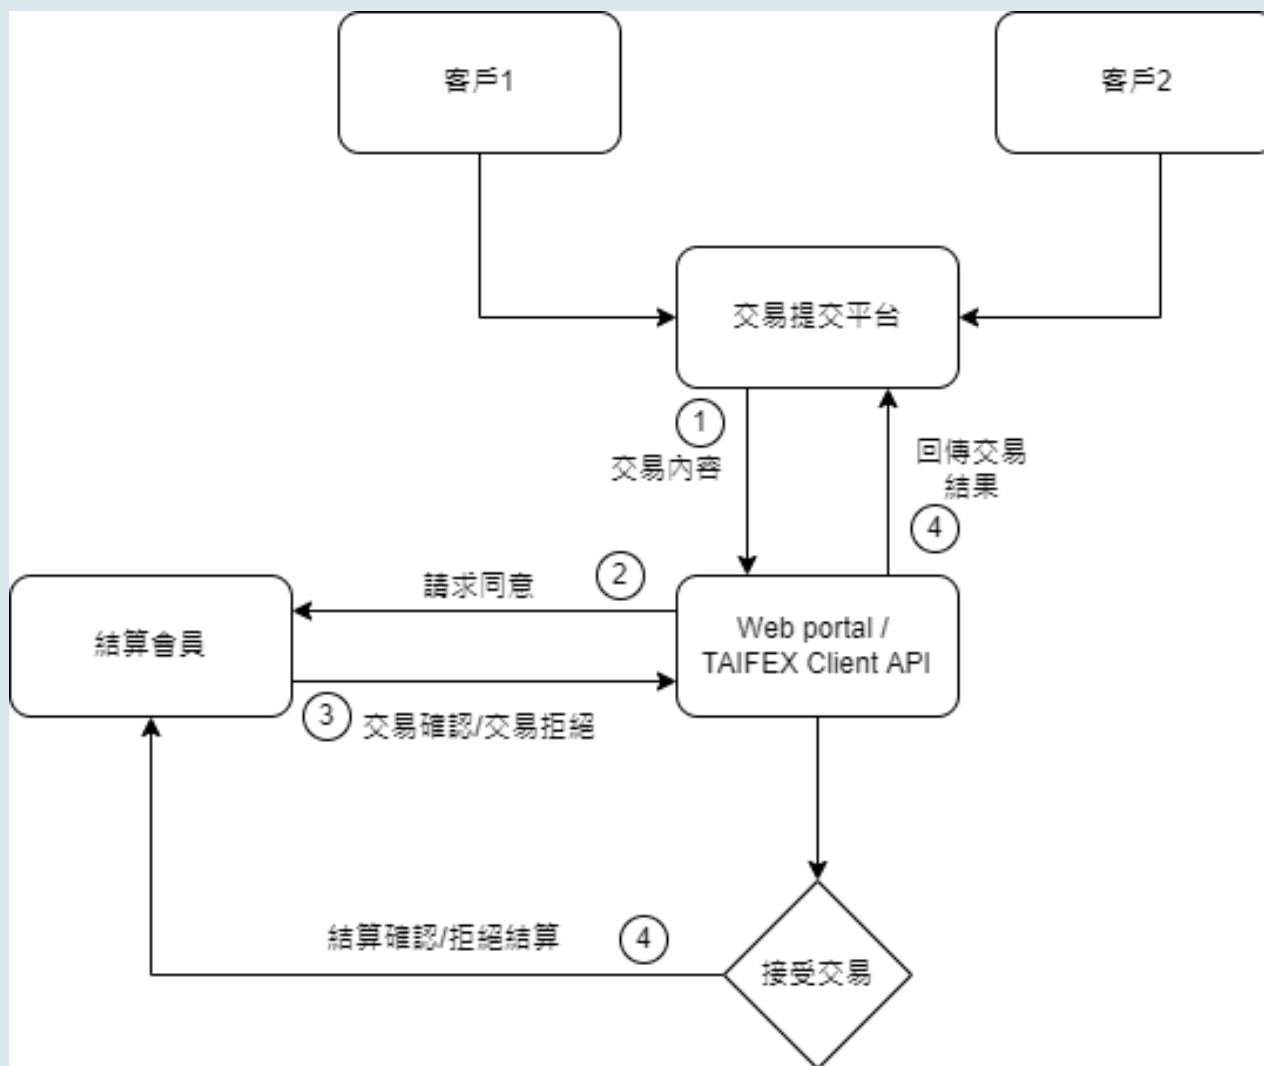 客戶1
客戶2
交易提交平台
1
交易內容
回傳交易
結果
4
請求同意
2
結算會員
Web portal /
TAIFEX Client API
3
交易確認/交易拒絕
結算確認/拒絕結算
4
接受交易